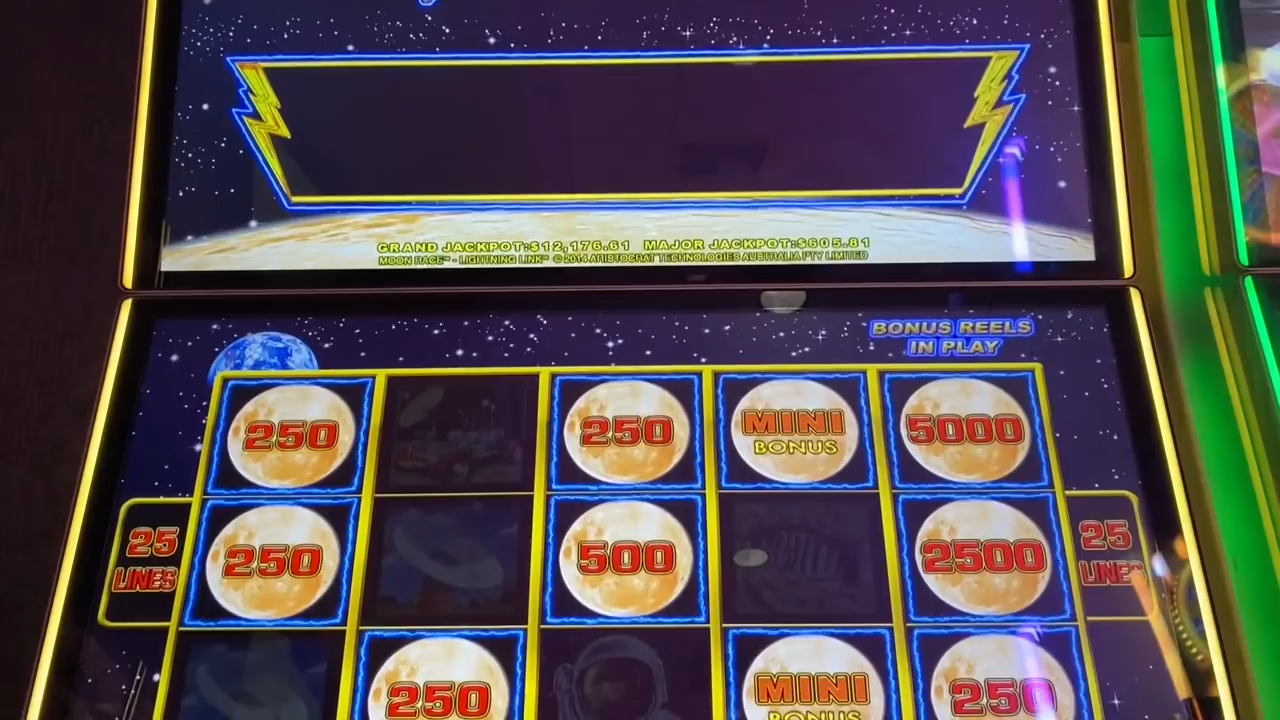 GRAND JACKPOT:$12,176.61 MAJOR JACKPOT:$605.81
MOON RACE™ - LIGHTNING LINK™ ©2014 ARISTOCRAT TECHNOLOGIES AUSTRALIA PTY LIMITED
BONUS REELS
IN PLAY
250
250
MINI
BONUS
5000
25
LINES
250
500
2500
25
LINES
250
MINI
BONUS
250